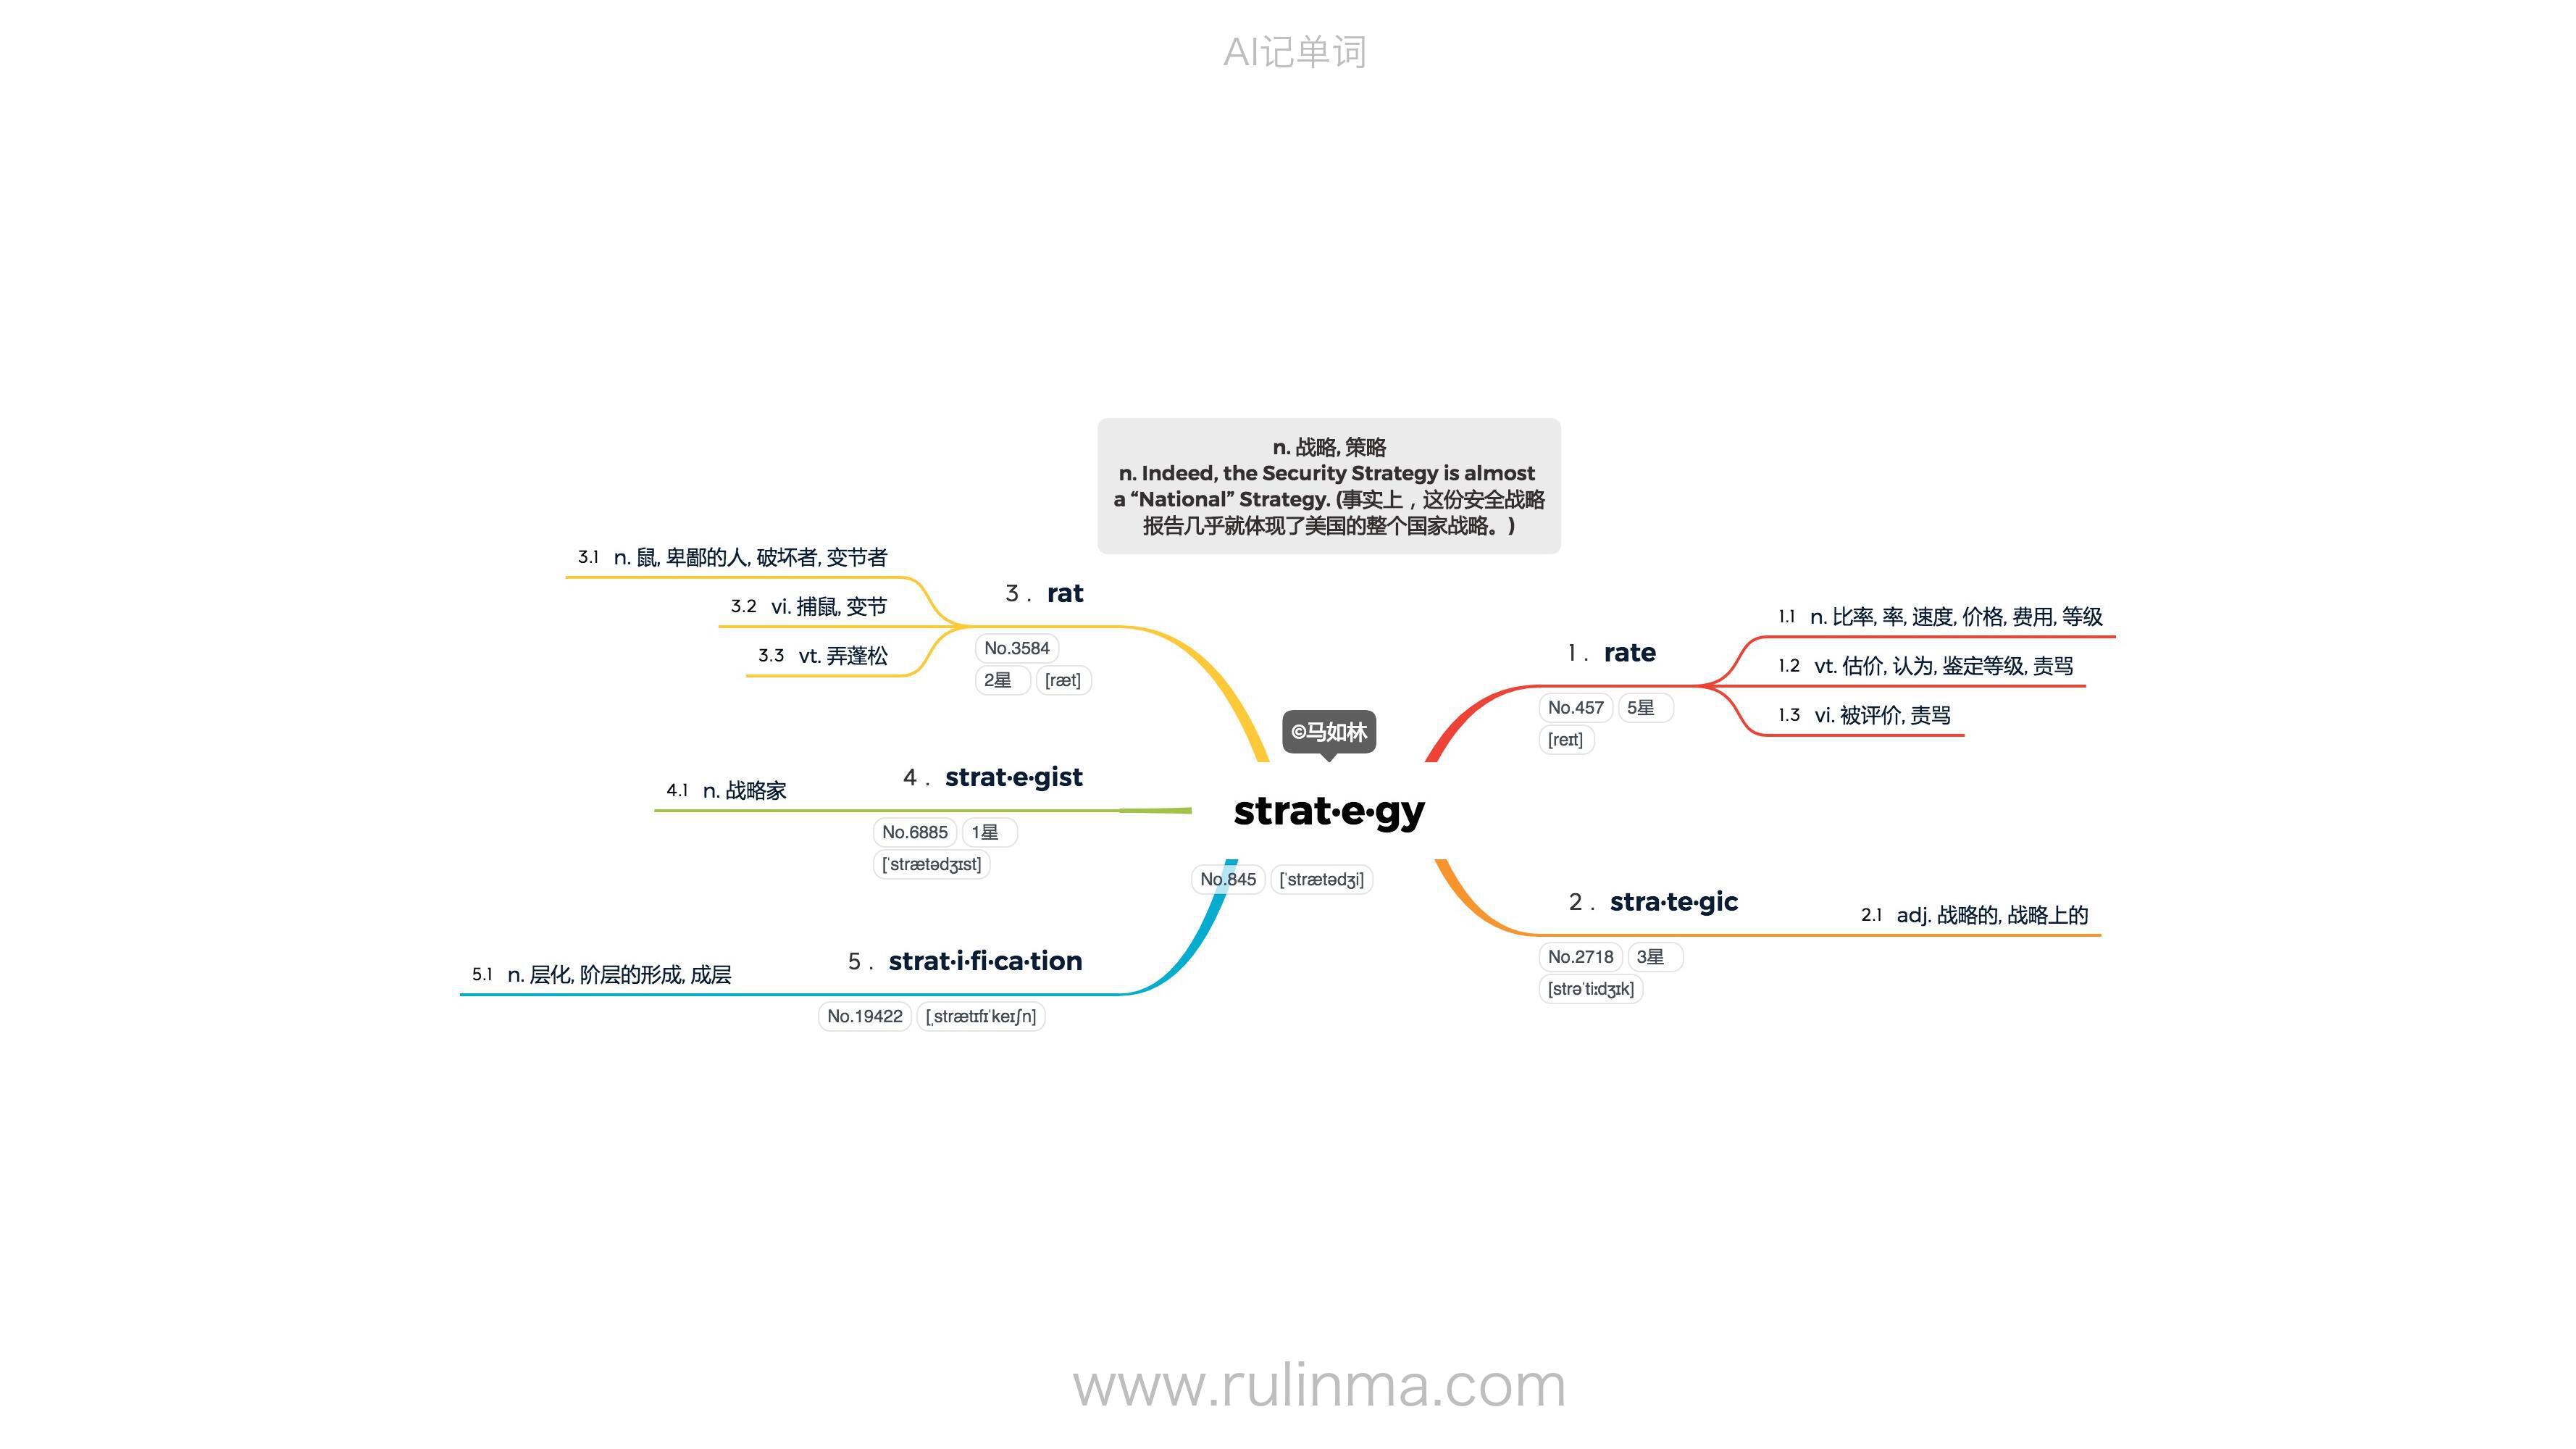 AI记单词
n. 战略, 策略
n. Indeed, the Security Strategy is almost
a “National” Strategy. (事实上，这份安全战略
报告几乎就体现了美国的整个国家战略。)
©马如林
strat·e·gy
No.845 [ˈstrætədʒi]
1. rate
No.457 5星
[reɪt]
1.1 n. 比率, 率, 速度, 价格, 费用, 等级
1.2 vt. 估价, 认为, 鉴定等级, 责骂
1.3 vi. 被评价, 责骂
2. stra·te·gic
No.2718 3星
[strəˈtiːdʒɪk]
2.1 adj. 战略的, 战略上的
3. rat
No.3584
2星 [ræt]
3.1 n. 鼠, 卑鄙的人, 破坏者, 变节者
3.2 vi. 捕鼠, 变节
3.3 vt. 弄蓬松
4. strat·e·gist
No.6885 1星
[ˈstrætədʒɪst]
4.1 n. 战略家
5. strat·i·fi·ca·tion
No.19422 [ˌstrætɪfɪˈkeɪʃn]
5.1 n. 层化, 阶层的形成, 成层
www.rulinma.com